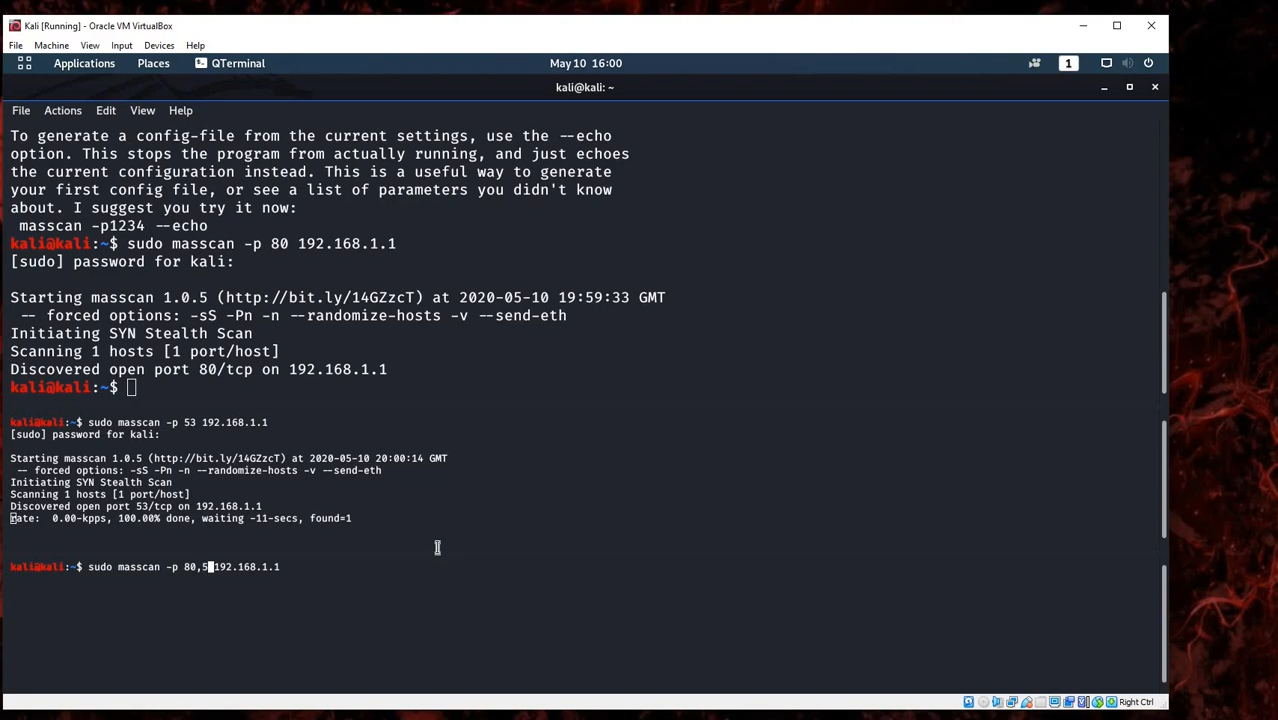 Kali [Running] - Oracle VM VirtualBox
File Machine View Input Devices Help
Applications Places QTerminal May 10 16:00 1
kali@kali: ~
File Actions Edit View Help
To generate a config-file from the current settings, use the --echo
option. This stops the program from actually running, and just echoes
the current configuration instead. This is a useful way to generate
your first config file, or see a list of parameters you didn't know
about. I suggest you try it now:
masscan -p1234 --echo
kali@kali:~$ sudo masscan -p 80 192.168.1.1
[sudo] password for kali:
Starting masscan 1.0.5 (http://bit.ly/14GZzcT) at 2020-05-10 19:59:33 GMT
-- forced options: -sS -Pn -n --randomize-hosts -v --send-eth
Initiating SYN Stealth Scan
Scanning 1 hosts [1 port/host]
Discovered open port 80/tcp on 192.168.1.1
kali@kali:~$
kali@kali:~$ sudo masscan -p 53 192.168.1.1
[sudo] password for kali:
Starting masscan 1.0.5 (http://bit.ly/14GZzcT) at 2020-05-10 20:00:14 GMT
-- forced options: -sS -Pn -n --randomize-hosts -v --send-eth
Initiating SYN Stealth Scan
Scanning 1 hosts [1 port/host]
Discovered open port 53/tcp on 192.168.1.1
rate: 0.00-kpps, 100.00% done, waiting -11-secs, found=1
kali@kali:~$ sudo masscan -p 80,5 192.168.1.1
Right Ctrl